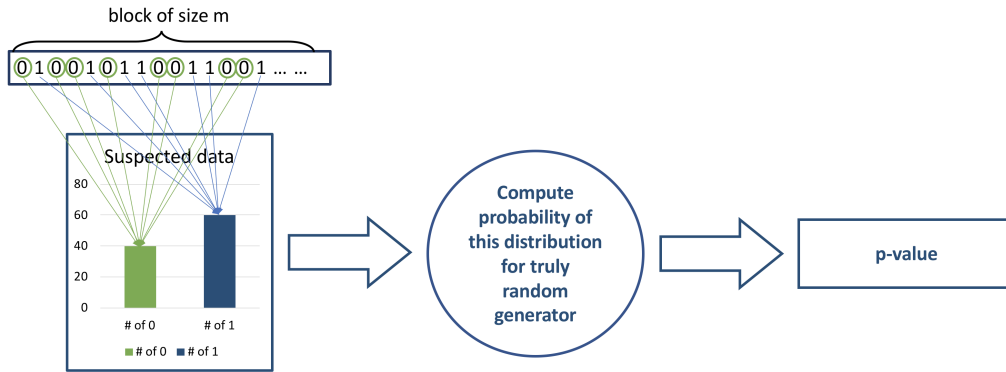 block of size m
0 1 0 0 1 0 1 1 0 0 1 1 0 0 1 ... ...
Suspected data
80
60
40
20
0
# of 0 # of 1
# of 0 # of 1
Compute
probability of
this distribution
for truly
random
generator
p-value